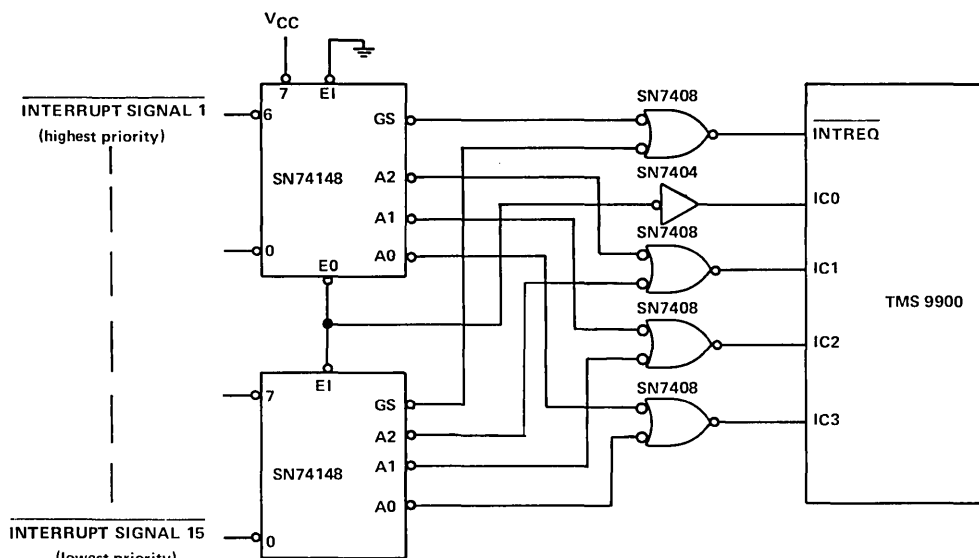 VCC
7 EI
INTERRUPT SIGNAL 1
(highest priority)
6
GS
SN74148
A2
A1
A0
0
E0
SN7408
INTREQ
SN7404
IC0
SN7408
IC1
TMS 9900
SN7408
IC2
SN7408
IC3
7
EI
GS
A2
SN74148
A1
A0
INTERRUPT SIGNAL 15
(lowest priority)
0